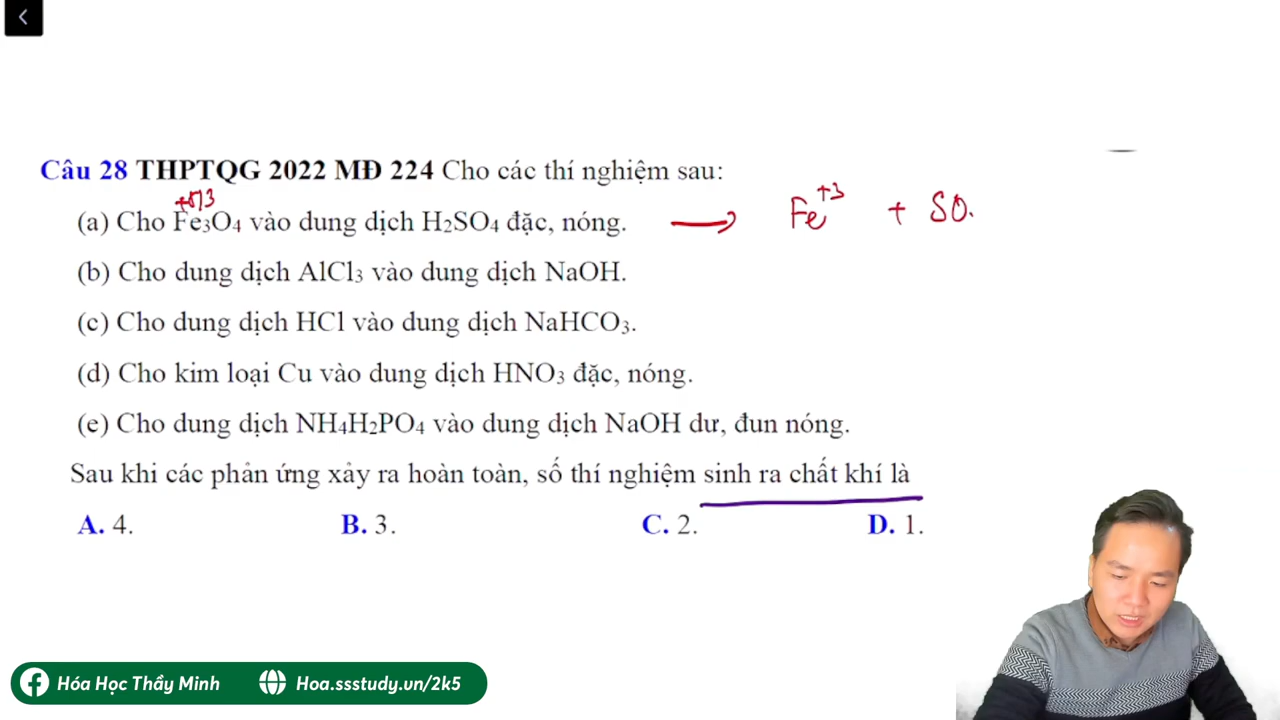 Câu 28 THPTQG 2022 MĐ 224 Cho các thí nghiệm sau:
+8/3
(a) Cho Fe₃O₄ vào dung dịch H₂SO₄ đặc, nóng. → Fe⁺³ + SO.
(b) Cho dung dịch AlCl₃ vào dung dịch NaOH.
(c) Cho dung dịch HCl vào dung dịch NaHCO₃.
(d) Cho kim loại Cu vào dung dịch HNO₃ đặc, nóng.
(e) Cho dung dịch NH₄H₂PO₄ vào dung dịch NaOH dư, đun nóng.
Sau khi các phản ứng xảy ra hoàn toàn, số thí nghiệm sinh ra chất khí là
A. 4. B. 3. C. 2. D. 1.
Hóa Học Thầy Minh Hoa.ssstudy.vn/2k5